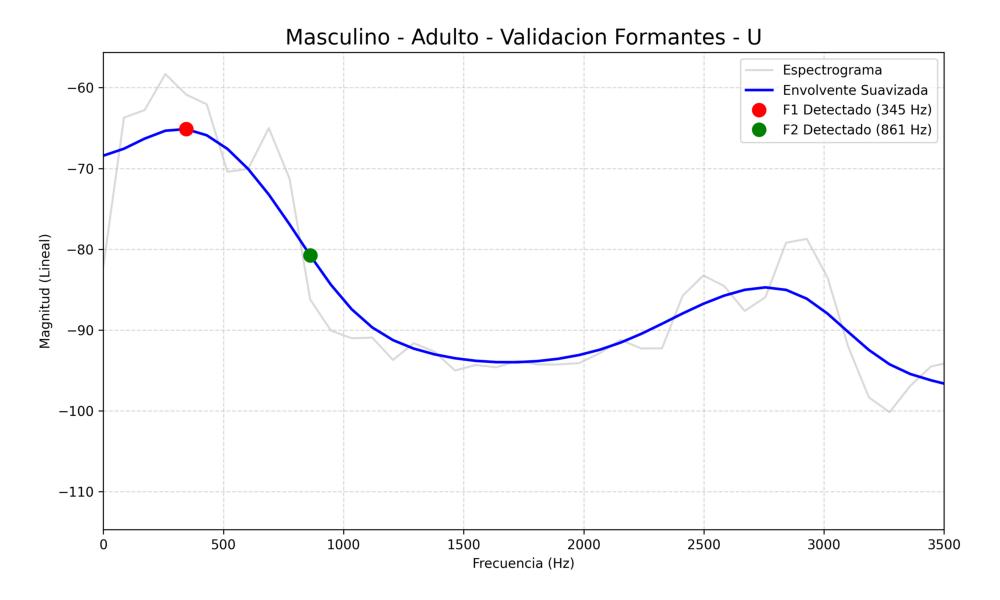 Masculino - Adulto - Validacion Formantes - U
Espectrograma
Envolvente Suavizada
F1 Detectado (345 Hz)
F2 Detectado (861 Hz)
Magnitud (Lineal)
−60
−70
−80
−90
−100
−110
0 500 1000 1500 2000 2500 3000 3500
Frecuencia (Hz)